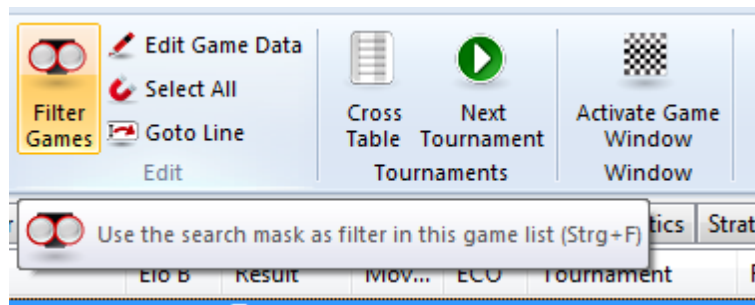 Edit Game Data
Select All
Filter Games
Goto Line
Cross Table
Next Tournament
Activate Game Window
Edit
Tournaments
Window
Use the search mask as filter in this game list (Strg+F)
tics
Strat
Elo B
Result
Mov...
ECO
Tournament